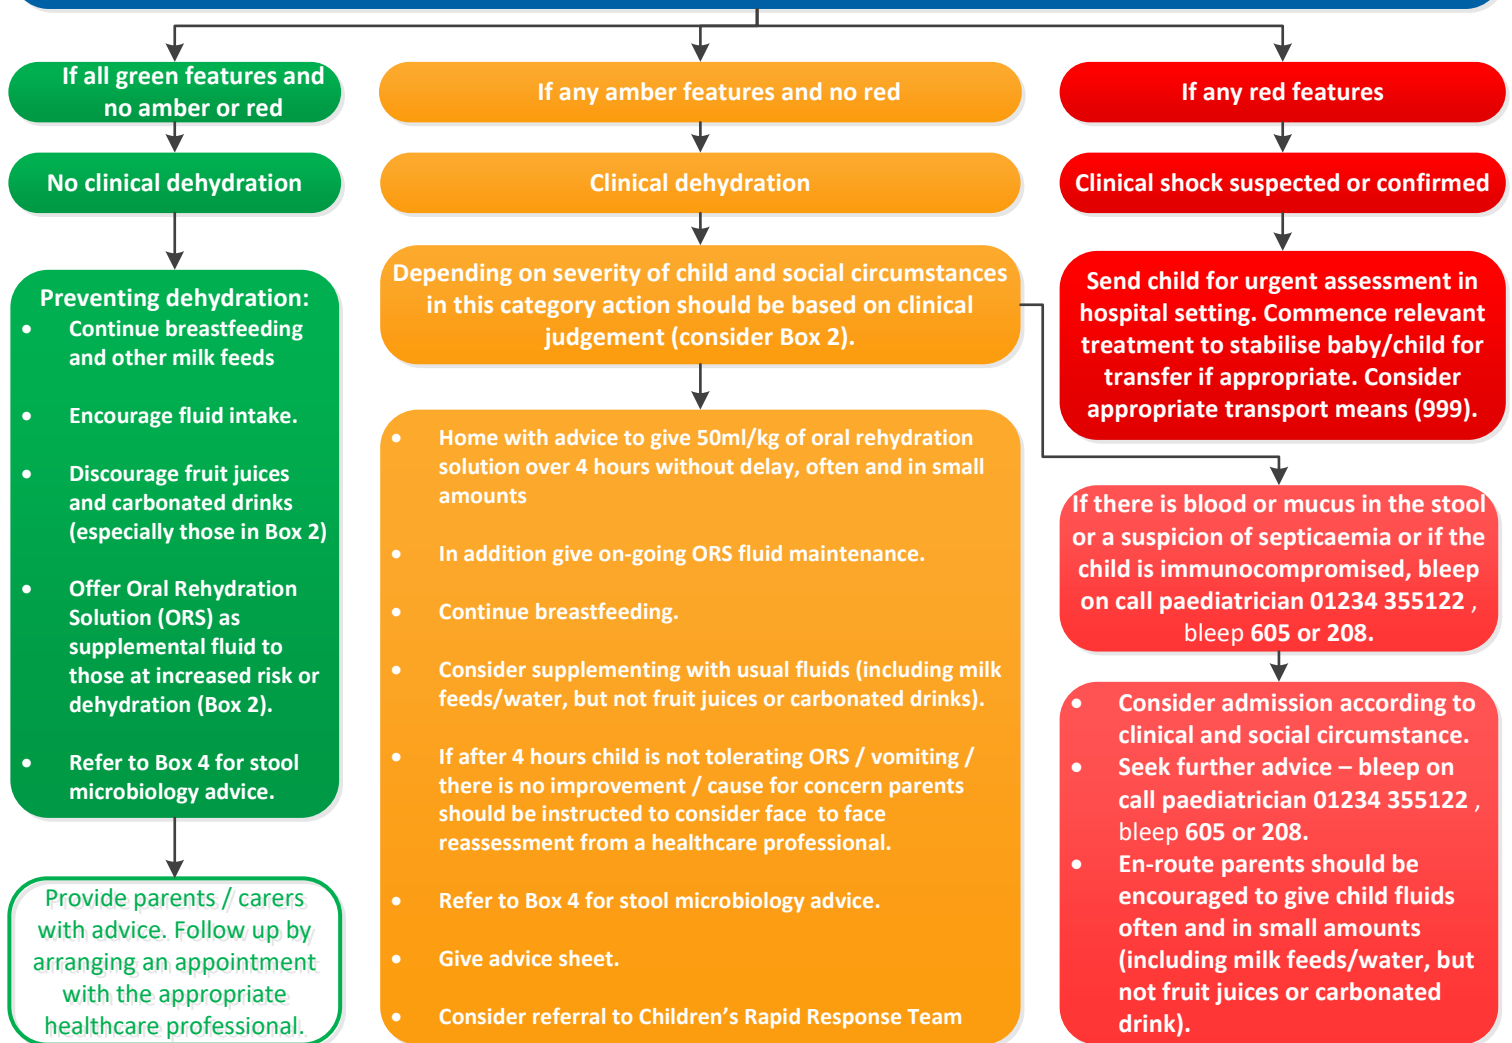 If all green features and
no amber or red
No clinical dehydration
Preventing dehydration:
• Continue breastfeeding
and other milk feeds
• Encourage fluid intake.
• Discourage fruit juices
and carbonated drinks
(especially those in Box 2)
• Offer Oral Rehydration
Solution (ORS) as
supplemental fluid to
those at increased risk or
dehydration (Box 2).
• Refer to Box 4 for stool
microbiology advice.
Provide parents / carers
with advice. Follow up by
arranging an appointment
with the appropriate
healthcare professional.
If any amber features and no red
Clinical dehydration
Depending on severity of child and social circumstances
in this category action should be based on clinical
judgement (consider Box 2).
• Home with advice to give 50ml/kg of oral rehydration
solution over 4 hours without delay, often and in small
amounts
• In addition give on-going ORS fluid maintenance.
• Continue breastfeeding.
• Consider supplementing with usual fluids (including milk
feeds/water, but not fruit juices or carbonated drinks).
• If after 4 hours child is not tolerating ORS / vomiting /
there is no improvement / cause for concern parents
should be instructed to consider face to face
reassessment from a healthcare professional.
• Refer to Box 4 for stool microbiology advice.
• Give advice sheet.
• Consider referral to Children’s Rapid Response Team
If any red features
Clinical shock suspected or confirmed
Send child for urgent assessment in
hospital setting. Commence relevant
treatment to stabilise baby/child for
transfer if appropriate. Consider
appropriate transport means (999).
If there is blood or mucus in the stool
or a suspicion of septicaemia or if the
child is immunocompromised, bleep
on call paediatrician 01234 355122 ,
bleep 605 or 208.
• Consider admission according to
clinical and social circumstance.
• Seek further advice – bleep on
call paediatrician 01234 355122 ,
bleep 605 or 208.
• En-route parents should be
encouraged to give child fluids
often and in small amounts
(including milk feeds/water, but
not fruit juices or carbonated
drink).